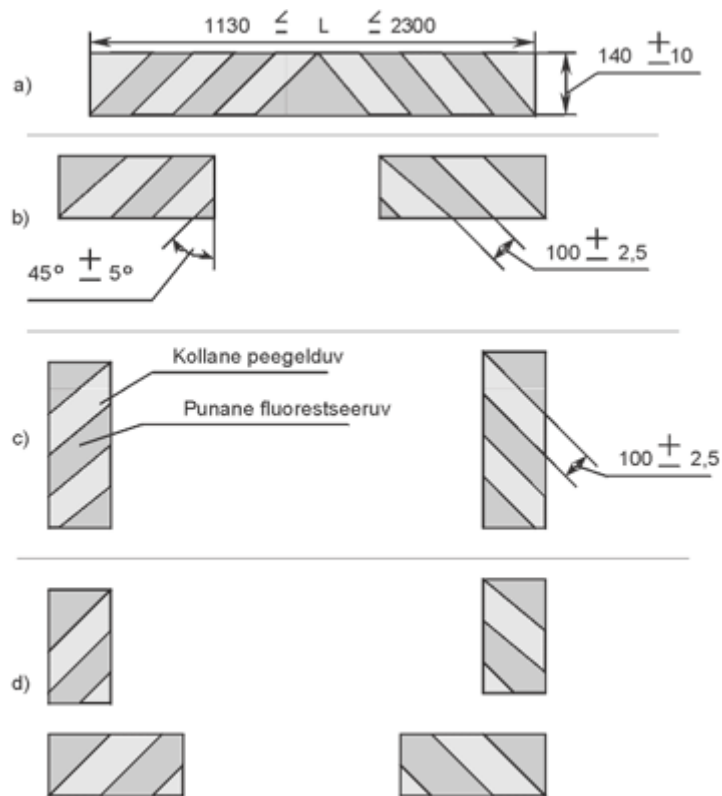 1130 ≤ L ≤ 2300
140 ± 10
a)
b)
45° ± 5°
100 ± 2,5
Kollane peegelduv
Punane fluorestseeruv
c)
100 ± 2,5
d)